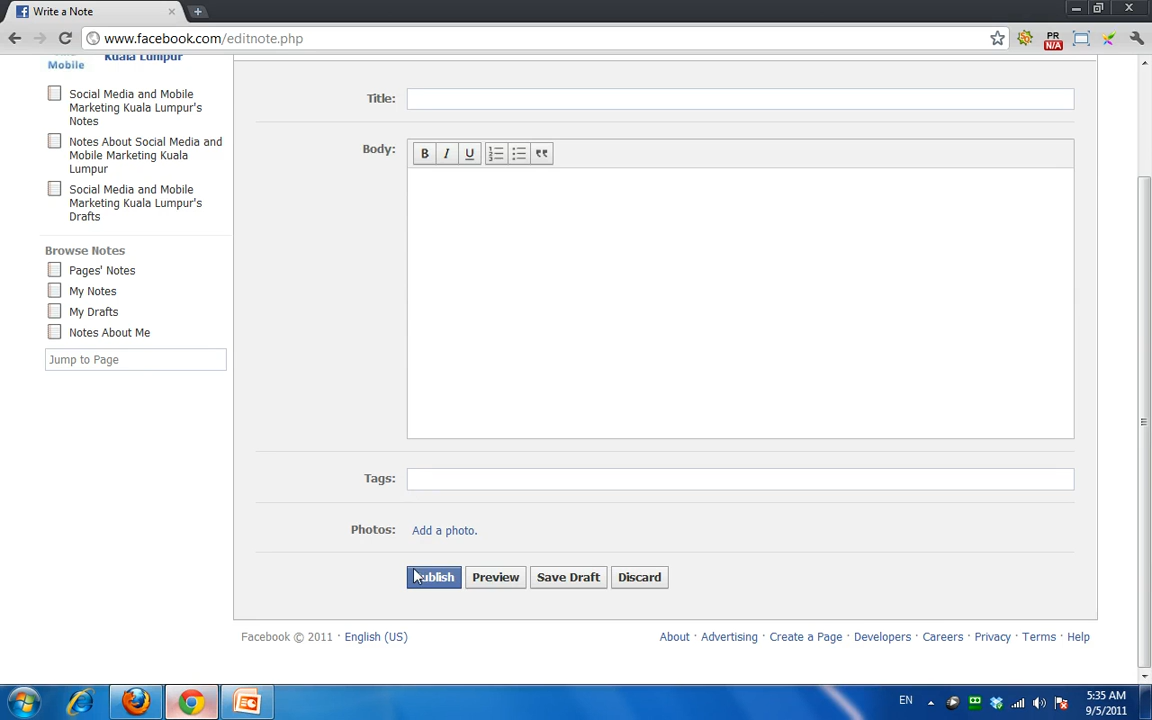 Write a Note
www.facebook.com/editnote.php
PR
N/A
Mobile
Kuala Lumpur
Social Media and Mobile
Marketing Kuala Lumpur's
Notes
Notes About Social Media and
Mobile Marketing Kuala
Lumpur
Social Media and Mobile
Marketing Kuala Lumpur's
Drafts
Browse Notes
Pages' Notes
My Notes
My Drafts
Notes About Me
Jump to Page
Title:
Body:
B I U
Tags:
Photos: Add a photo.
Publish Preview Save Draft Discard
Facebook © 2011 · English (US)
About · Advertising · Create a Page · Developers · Careers · Privacy · Terms · Help
EN
5:35 AM
9/5/2011